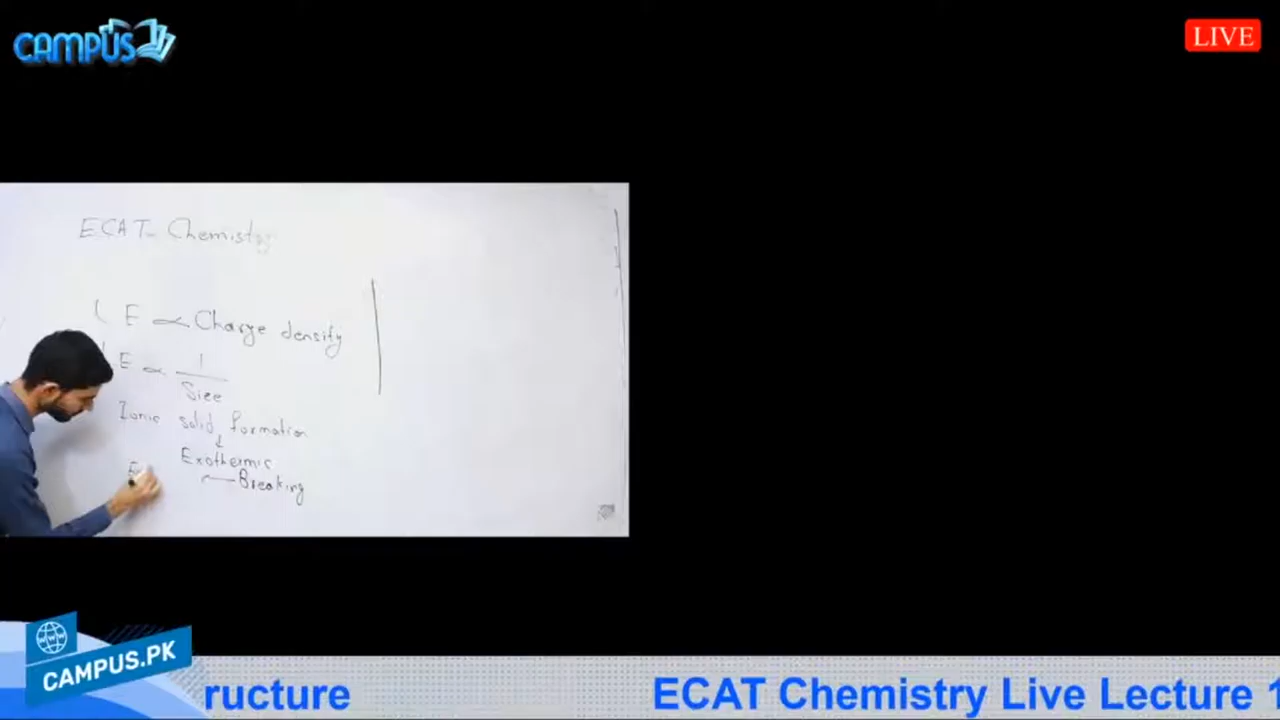 CAMPUS
LIVE
ECAT- Chemistry
L E ∝ Charge density
L E ∝ 1
Size
Ionic solid formation
↓
Exothermic
Breaking
CAMPUS.PK
ructure
ECAT Chemistry Live Lecture 1